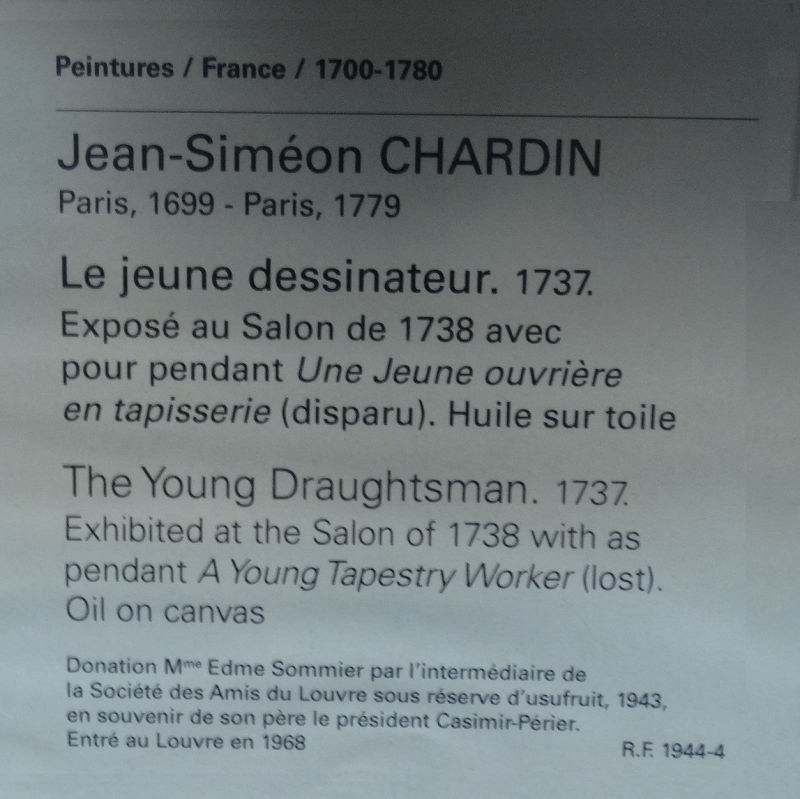 Peintures / France / 1700-1780
Jean-Siméon CHARDIN
Paris, 1699 - Paris, 1779
Le jeune dessinateur. 1737.
Exposé au Salon de 1738 avec
pour pendant Une Jeune ouvrière
en tapisserie (disparu). Huile sur toile
The Young Draughtsman. 1737.
Exhibited at the Salon of 1738 with as
pendant A Young Tapestry Worker (lost).
Oil on canvas
Donation Mme Edme Sommier par l'intermédiaire de
la Société des Amis du Louvre sous réserve d'usufruit, 1943,
en souvenir de son père le président Casimir-Périer.
Entré au Louvre en 1968
R.F. 1944-4